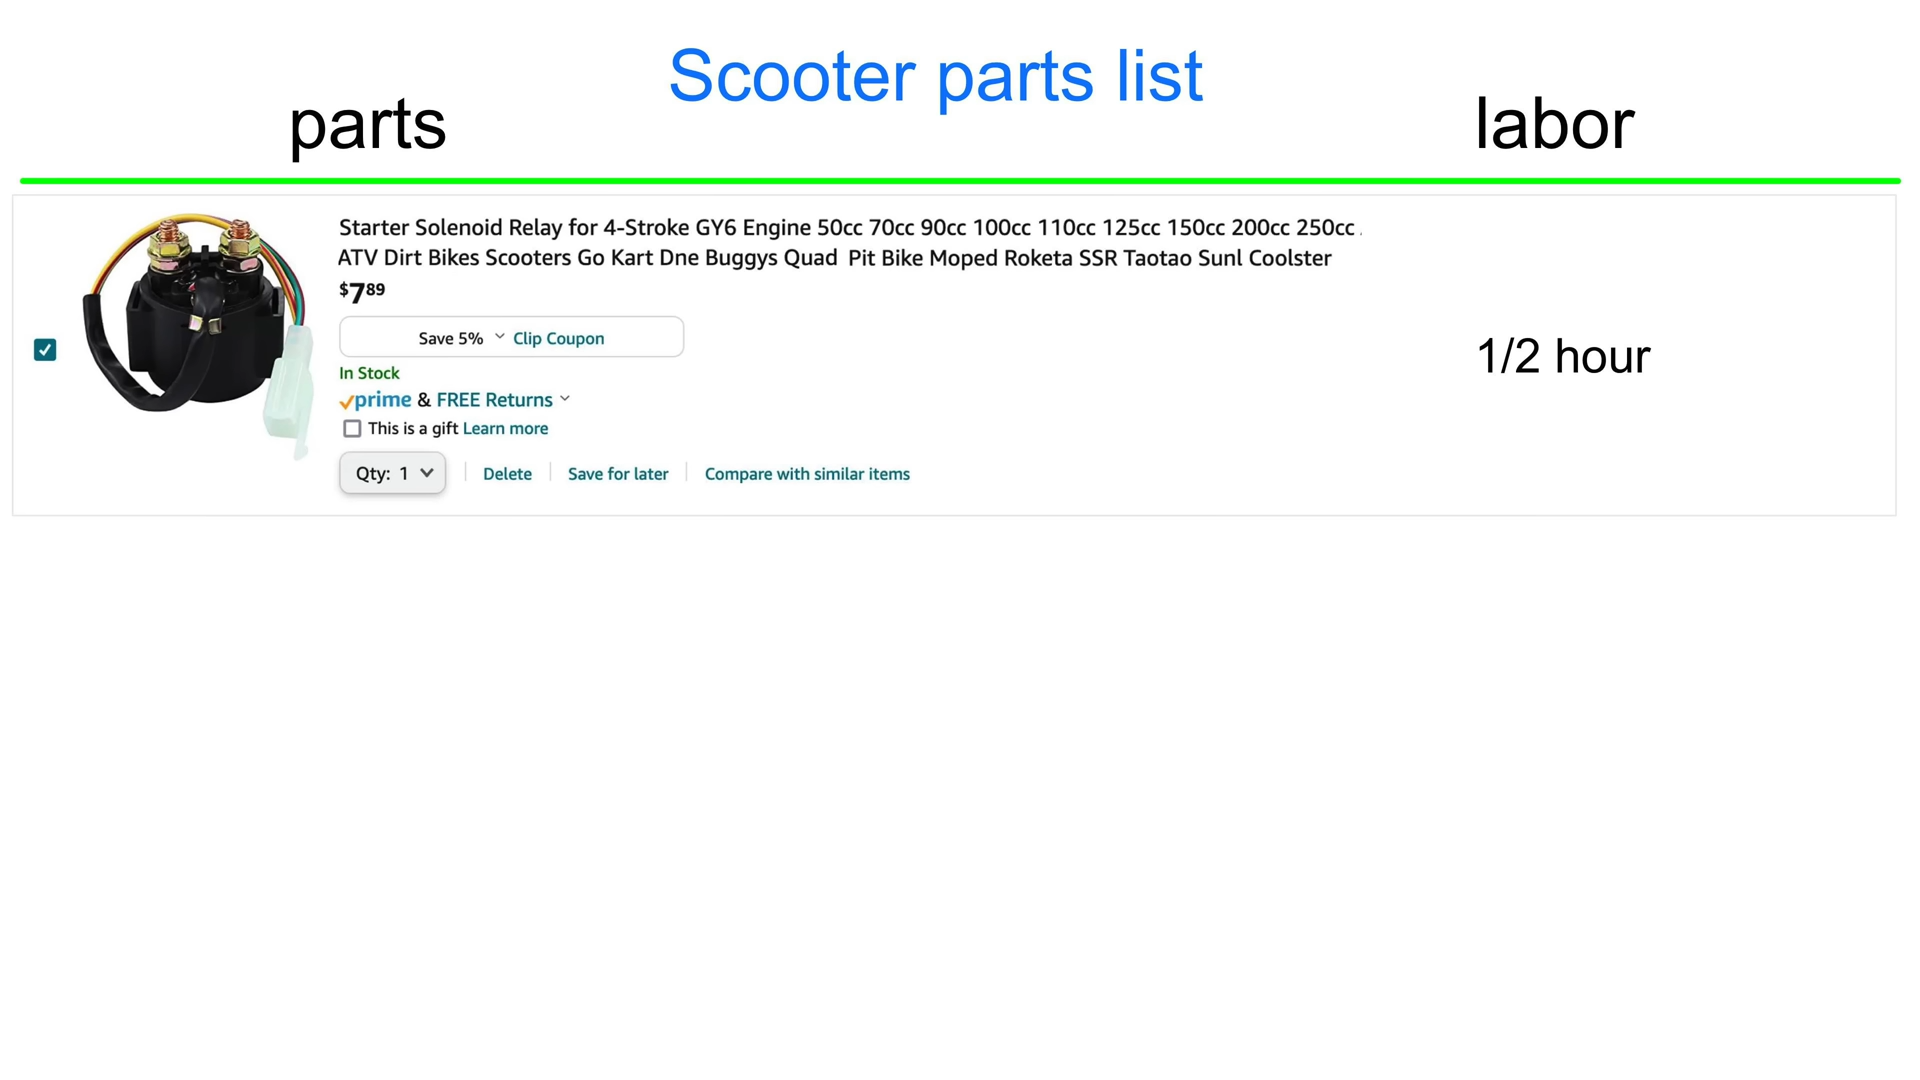 Scooter parts list
parts
labor
Starter Solenoid Relay for 4-Stroke GY6 Engine 50cc 70cc 90cc 100cc 110cc 125cc 150cc 200cc 250cc
ATV Dirt Bikes Scooters Go Kart Dne Buggys Quad Pit Bike Moped Roketa SSR Taotao Sunl Coolster
$7 89
Save 5% Clip Coupon
In Stock
prime & FREE Returns
This is a gift Learn more
1/2 hour
Qty: 1 Delete Save for later Compare with similar items